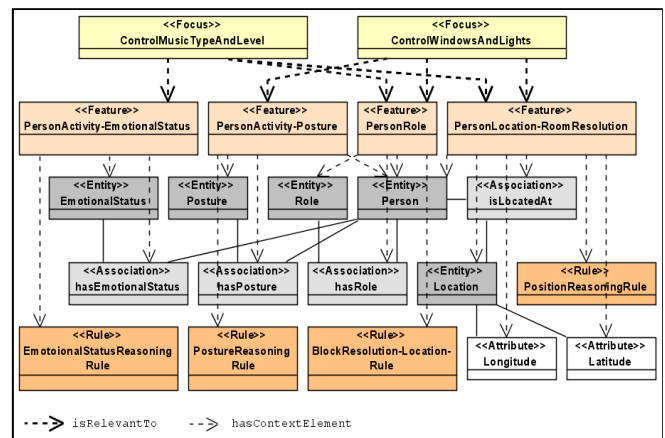 <<Focus>>
ControlMusicTypeAndLevel
<<Focus>>
ControlWindowsAndLights
<<Feature>>
PersonActivity-EmotionalStatus
<<Feature>>
PersonActivity-Posture
<<Feature>>
PersonRole
<<Feature>>
PersonLocation-RoomResolution
<<Entity>>
EmotionalStatus
<<Entity>>
Posture
<<Entity>>
Role
<<Entity>>
Person
<<Association>>
isLocatedAt
<<Association>>
hasEmotionalStatus
<<Association>>
hasPosture
<<Association>>
hasRole
<<Entity>>
Location
<<Rule>>
PositionReasoningRule
<<Rule>>
EmotoionalStatusReasoning
Rule
<<Rule>>
PostureReasoning
Rule
<<Rule>>
BlockResolution-Location-
Rule
<<Attribute>>
Longitude
<<Attribute>>
Latitude
isRelevantTo
hasContextElement